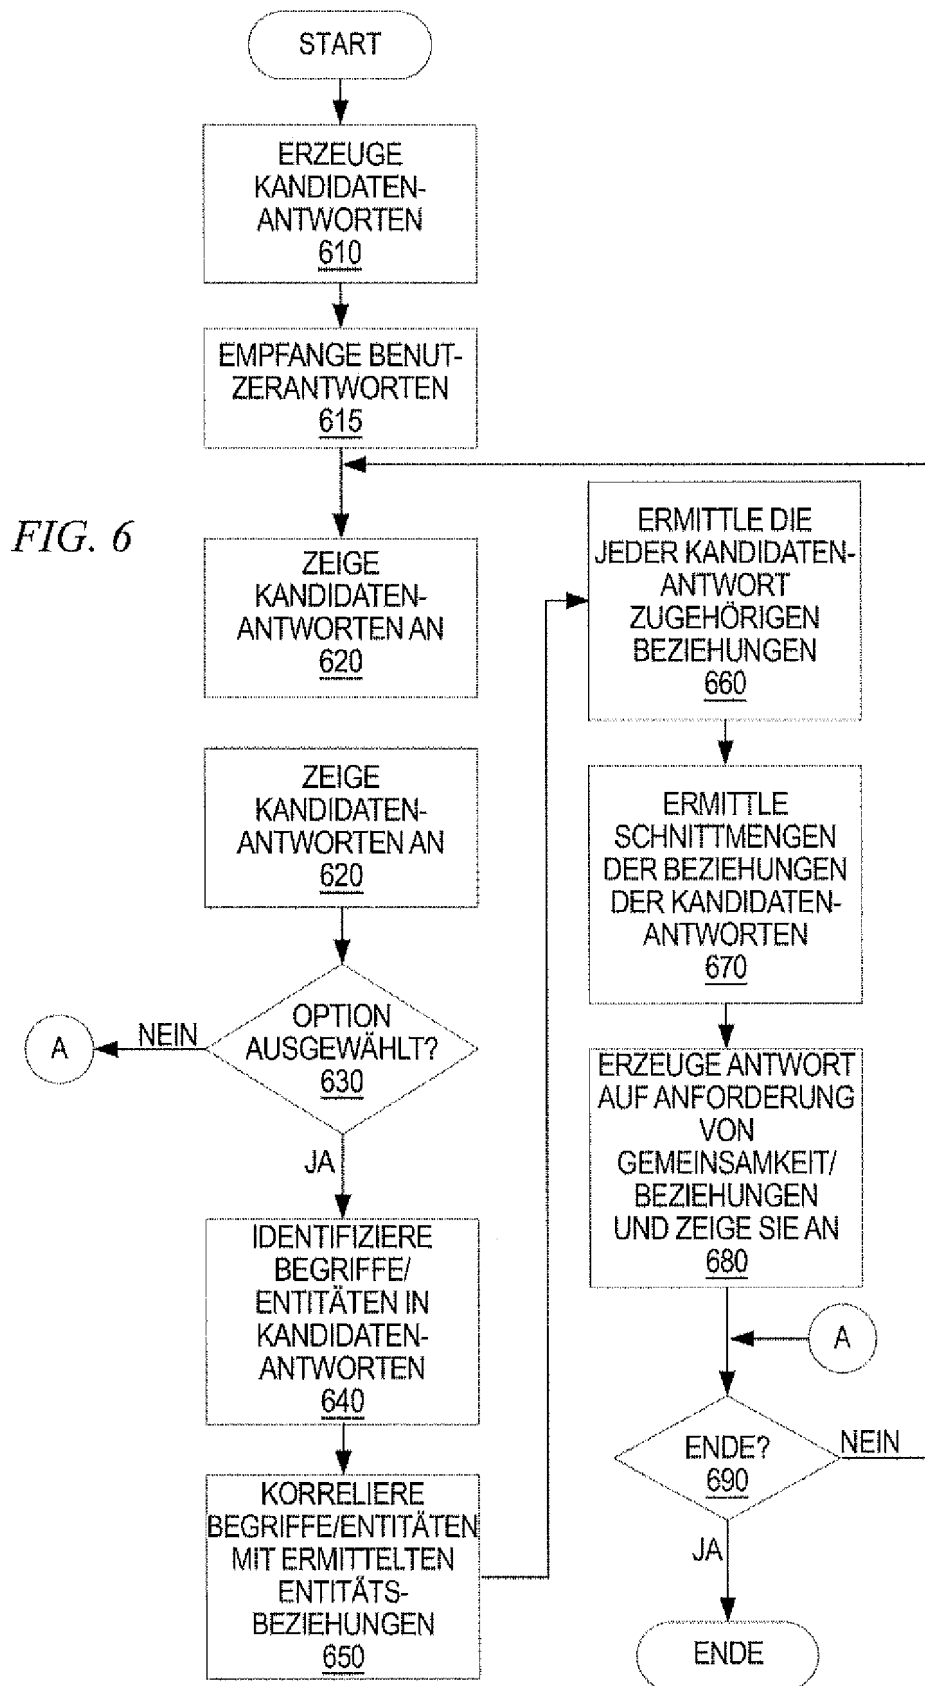 START
ERZEUGE
KANDIDATEN-
ANTWORTEN
610
EMPFANGE BENUT-
ZERANTWORTEN
615
FIG. 6
ZEIGE
KANDIDATEN-
ANTWORTEN AN
620
ZEIGE
KANDIDATEN-
ANTWORTEN AN
620
OPTION
AUSGEWÄHLT?
630
NEIN
A
JA
IDENTIFIZIERE
BEGRIFFE/
ENTITÄTEN IN
KANDIDATEN-
ANTWORTEN
640
KORRELIERE
BEGRIFFE/ENTITÄTEN
MIT ERMITTELTEN
ENTITÄTS-
BEZIEHUNGEN
650
ERMITTLE DIE
JEDER KANDIDATEN-
ANTWORT
ZUGEHÖRIGEN
BEZIEHUNGEN
660
ERMITTLE
SCHNITTMENGEN
DER BEZIEHUNGEN
DER KANDIDATEN-
ANTWORTEN
670
ERZEUGE ANTWORT
AUF ANFORDERUNG
VON
GEMEINSAMKEIT/
BEZIEHUNGEN
UND ZEIGE SIE AN
680
A
ENDE?
690
NEIN
JA
ENDE